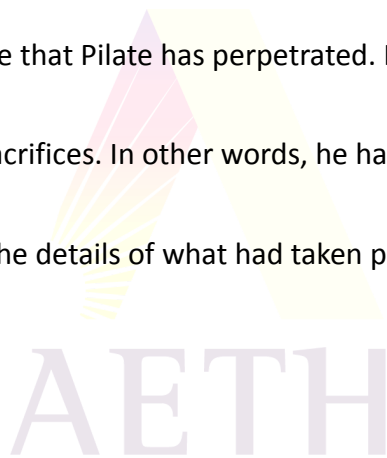 e that Pilate has perpetrated.
acrifices. In other words, he ha
he details of what had taken p
AETH